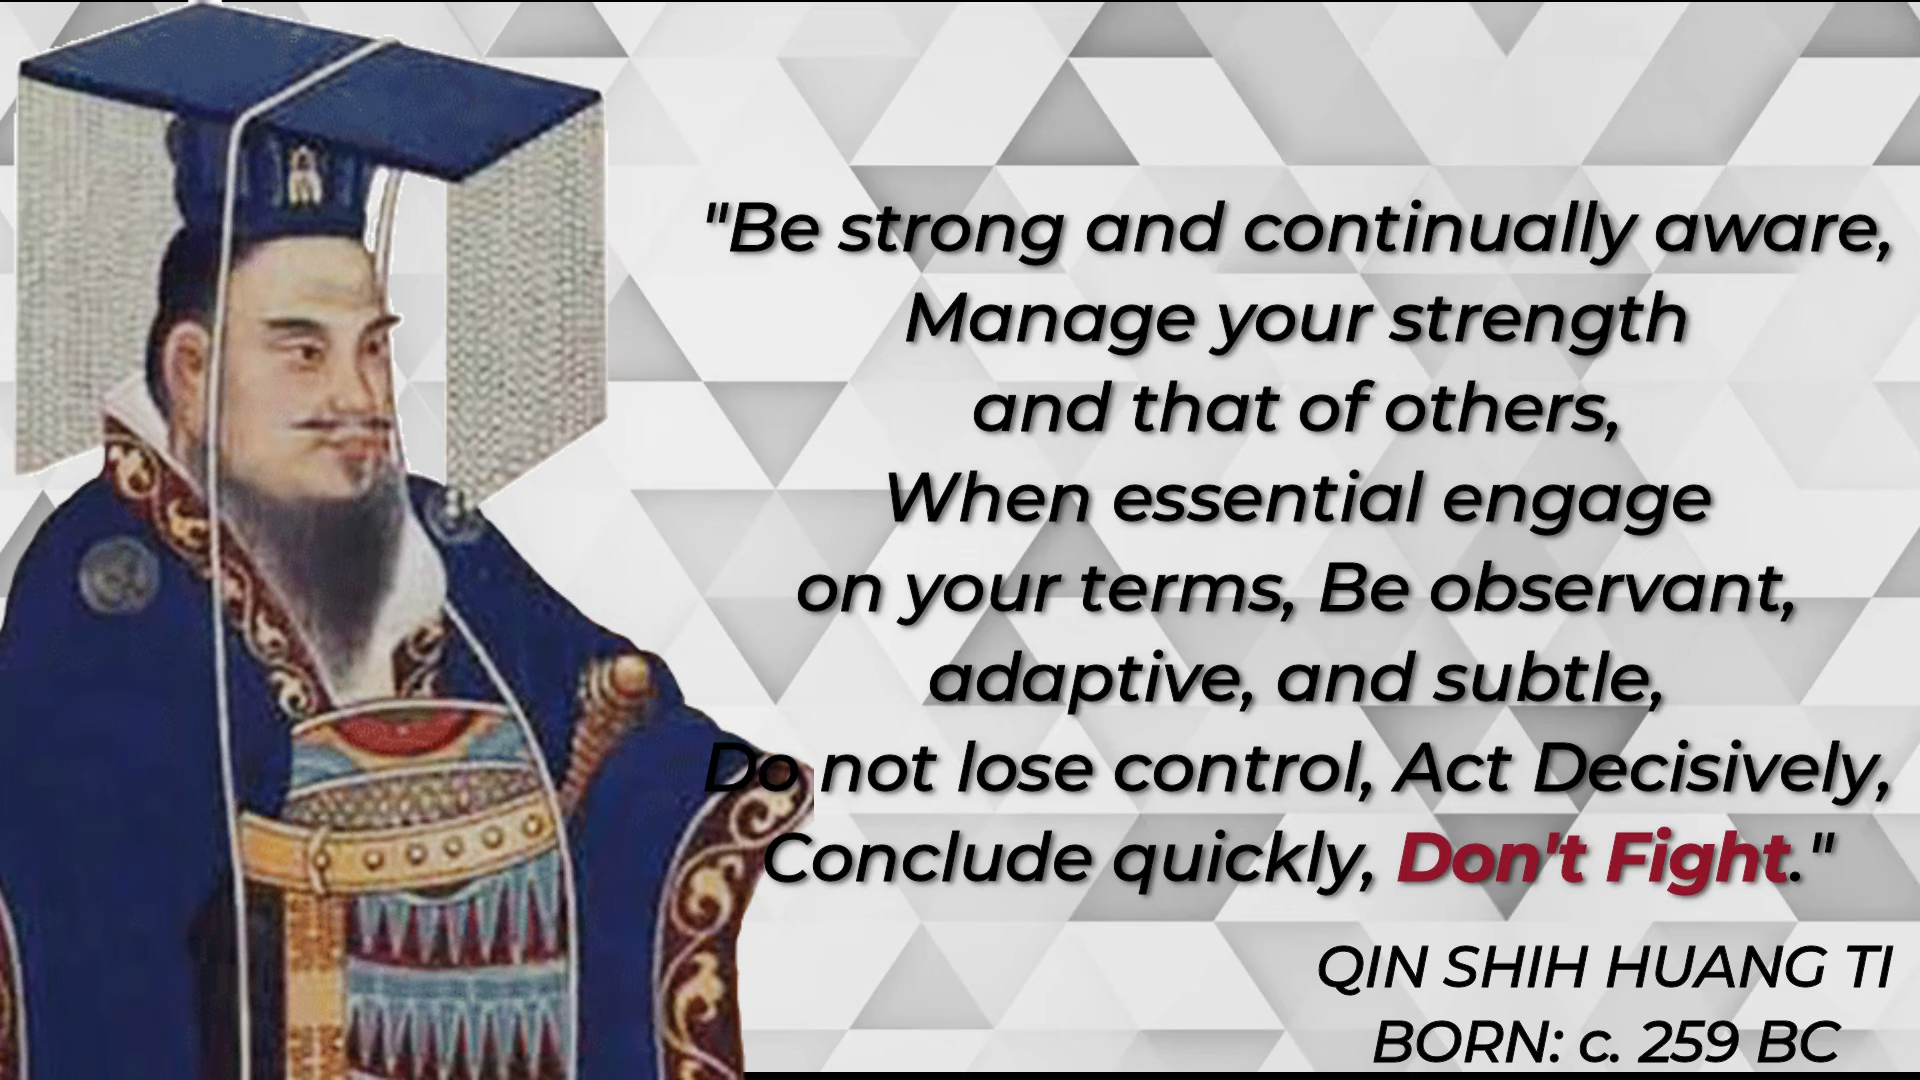 "Be strong and continually aware,
Manage your strength
and that of others,
When essential engage
on your terms, Be observant,
adaptive, and subtle,
Do not lose control, Act Decisively,
Conclude quickly, Don't Fight."
QIN SHIH HUANG TI
BORN: c. 259 BC